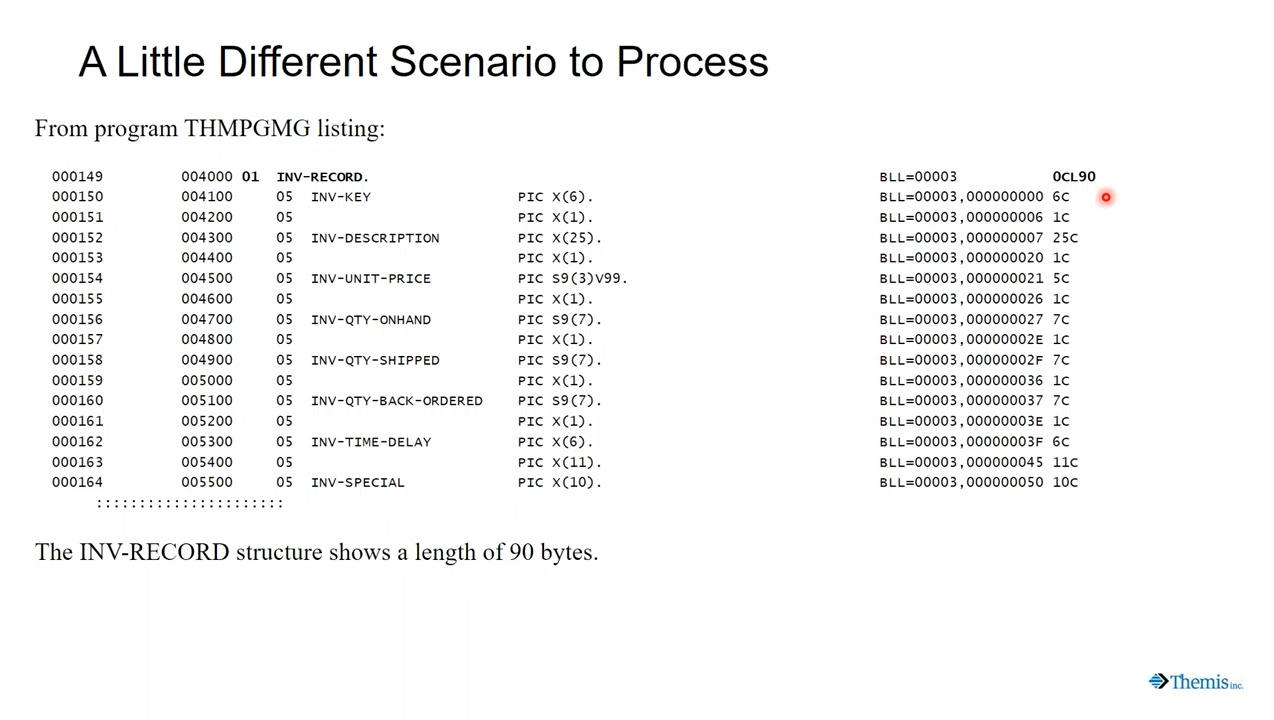 A Little Different Scenario to Process
From program THMPGMG listing:
000149 004000 01 INV-RECORD. BLL=00003 0CL90
000150 004100 05 INV-KEY PIC X(6). BLL=00003,000000000 6C
000151 004200 05 PIC X(1). BLL=00003,000000006 1C
000152 004300 05 INV-DESCRIPTION PIC X(25). BLL=00003,000000007 25C
000153 004400 05 PIC X(1). BLL=00003,000000020 1C
000154 004500 05 INV-UNIT-PRICE PIC S9(3)V99. BLL=00003,000000021 5C
000155 004600 05 PIC X(1). BLL=00003,000000026 1C
000156 004700 05 INV-QTY-ONHAND PIC S9(7). BLL=00003,000000027 7C
000157 004800 05 PIC X(1). BLL=00003,00000002E 1C
000158 004900 05 INV-QTY-SHIPPED PIC S9(7). BLL=00003,00000002F 7C
000159 005000 05 PIC X(1). BLL=00003,000000036 1C
000160 005100 05 INV-QTY-BACK-ORDERED PIC S9(7). BLL=00003,000000037 7C
000161 005200 05 PIC X(1). BLL=00003,00000003E 1C
000162 005300 05 INV-TIME-DELAY PIC X(6). BLL=00003,00000003F 6C
000163 005400 05 PIC X(11). BLL=00003,000000045 11C
000164 005500 05 INV-SPECIAL PIC X(10). BLL=00003,000000050 10C
::::::::::::::::::::::
The INV-RECORD structure shows a length of 90 bytes.
Themis inc.